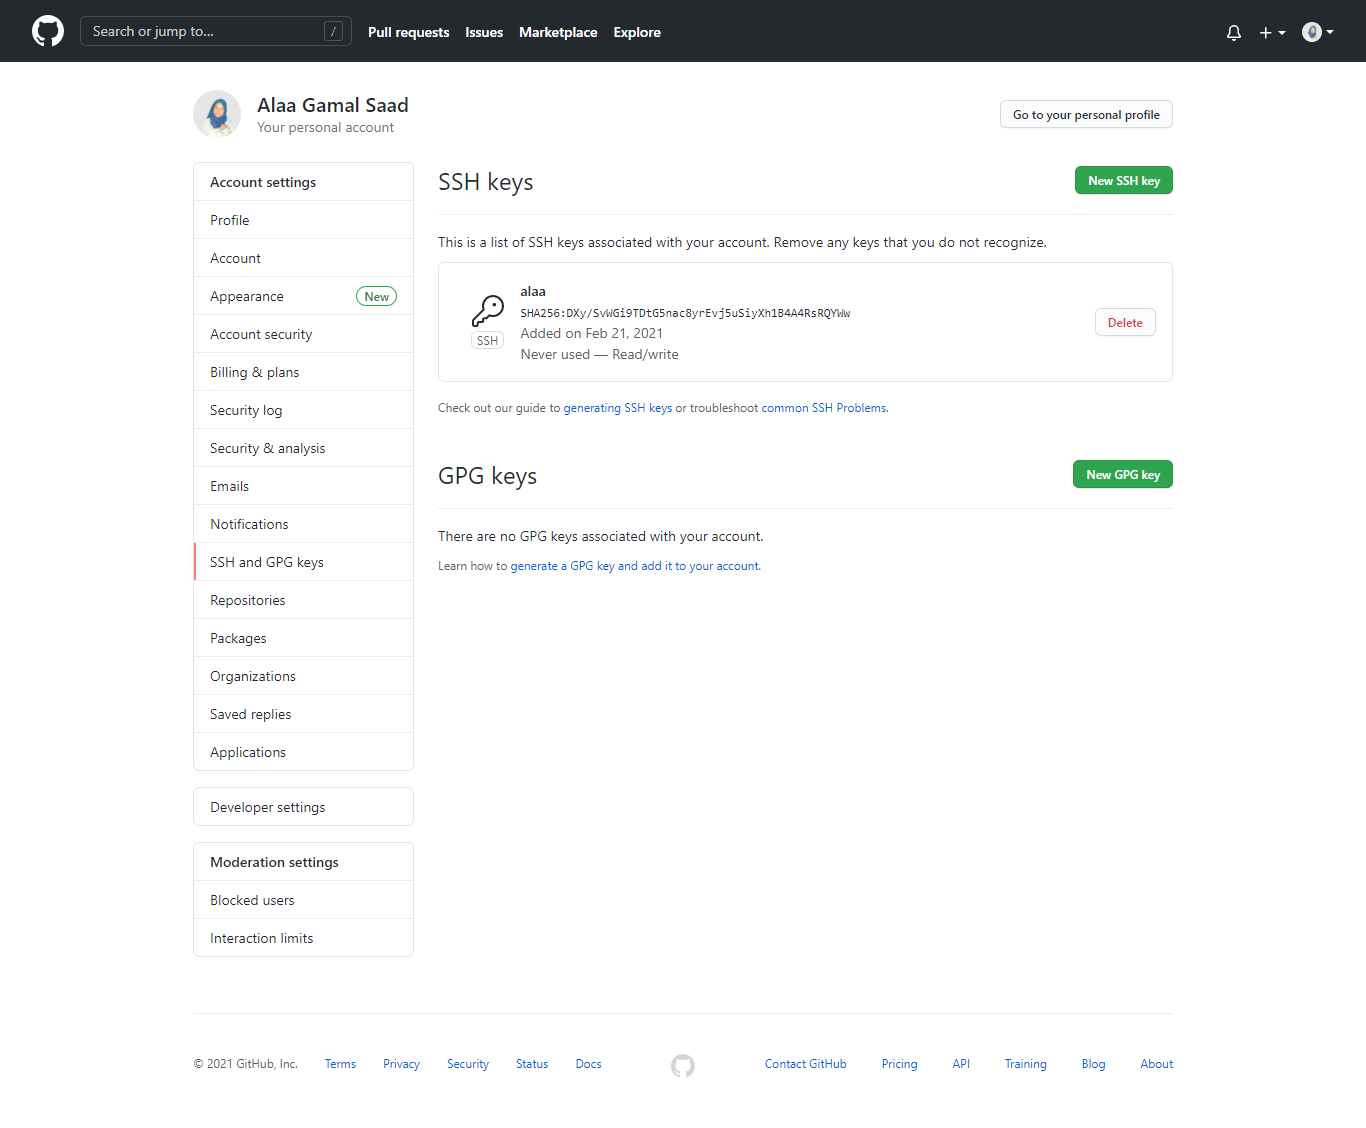 Search or jump to...
/
Pull requests
Issues
Marketplace
Explore
Alaa Gamal Saad
Your personal account
Go to your personal profile
Account settings
Profile
Account
Appearance
New
Account security
Billing & plans
Security log
Security & analysis
Emails
Notifications
SSH and GPG keys
Repositories
Packages
Organizations
Saved replies
Applications
Developer settings
Moderation settings
Blocked users
Interaction limits
SSH keys
New SSH key
This is a list of SSH keys associated with your account. Remove any keys that you do not recognize.
SSH
alaa
SHA256:DXy/SvWGi9TDtG5nac8yrEvj5uSiyXh1B4A4RsRQYWw
Added on Feb 21, 2021
Never used — Read/write
Delete
Check out our guide to generating SSH keys or troubleshoot common SSH Problems.
GPG keys
New GPG key
There are no GPG keys associated with your account.
Learn how to generate a GPG key and add it to your account.
© 2021 GitHub, Inc.
Terms
Privacy
Security
Status
Docs
Contact GitHub
Pricing
API
Training
Blog
About